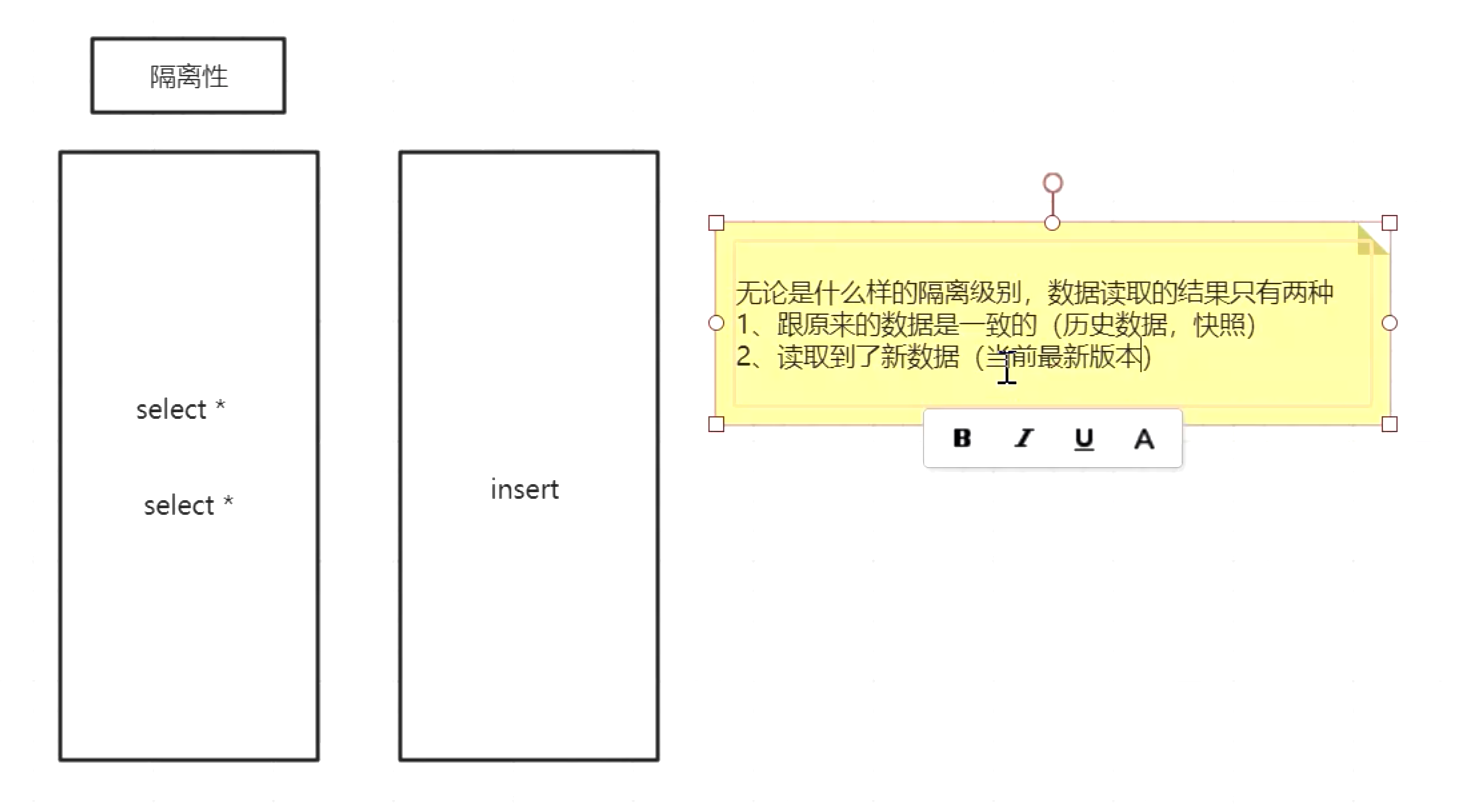 隔离性
select *
select *
insert
无论是什么样的隔离级别，数据读取的结果只有两种
1、跟原来的数据是一致的（历史数据，快照）
2、读取到了新数据（当前最新版本）
B I U A